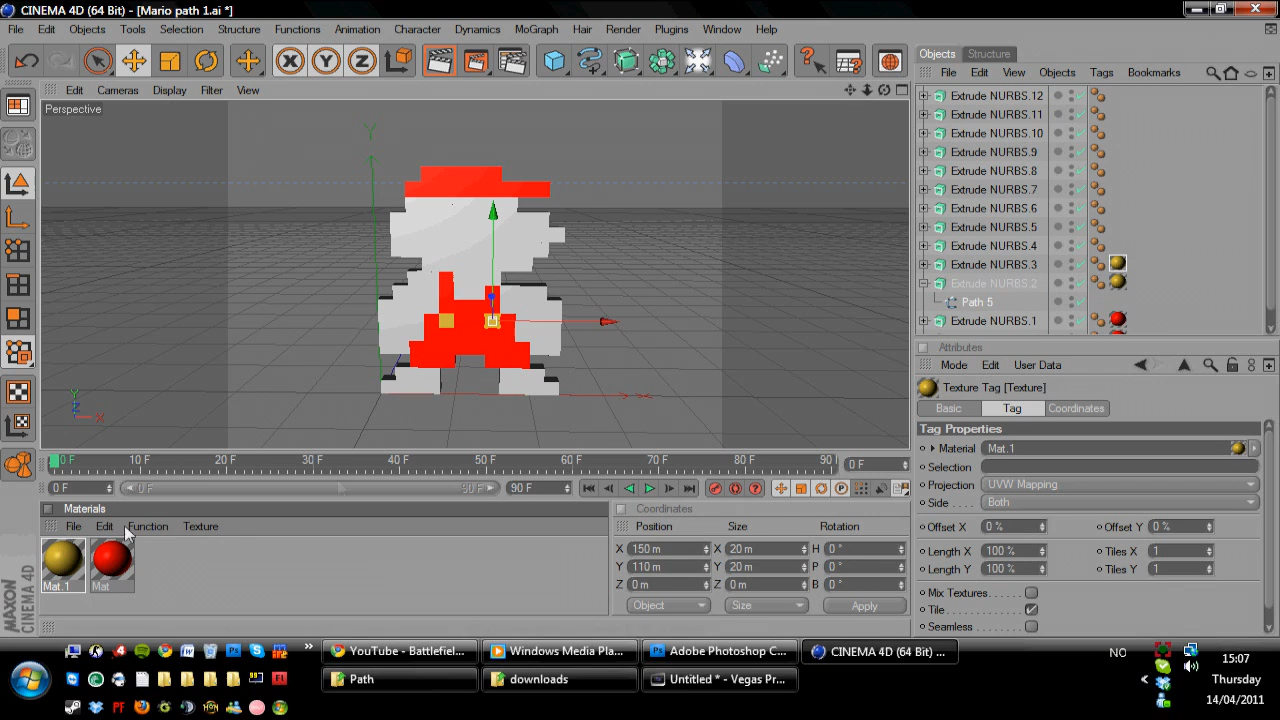 CINEMA 4D (64 Bit) - [Mario path 1.ai *]
File Edit Objects Tools Selection Structure Functions Animation Character Dynamics MoGraph Hair Render Plugins Window Help
Objects Structure
File Edit View Objects Tags Bookmarks
Edit Cameras Display Filter View
Perspective
Y
Extrude NURBS.12
Extrude NURBS.11
Extrude NURBS.10
Extrude NURBS.9
Extrude NURBS.8
Extrude NURBS.7
Extrude NURBS.6
Extrude NURBS.5
Extrude NURBS.4
Extrude NURBS.3
Extrude NURBS.2
Path 5
Extrude NURBS.1
Attributes
Mode Edit User Data
Texture Tag [Texture]
Basic Tag Coordinates
Tag Properties
Material Mat.1
Selection
Projection UVW Mapping
Side Both
Offset X 0 % Offset Y 0 %
Length X 100 % Tiles X 1
Length Y 100 % Tiles Y 1
Mix Textures
Tile
Seamless
Y
Z X
0 F 10 F 20 F 30 F 40 F 50 F 60 F 70 F 80 F 90 0 F
0 F 0 F 90 F 90 F
Materials
File Edit Function Texture
Mat.1 Mat
Coordinates
Position Size Rotation
X 150 m X 20 m H 0 °
Y 110 m Y 20 m P 0 °
Z 0 m Z 0 m B 0 °
Object Size Apply
MAXON
CINEMA 4D
YouTube - Battlefiel... Windows Media Pla... Adobe Photoshop C... CINEMA 4D (64 Bit) ...
Path downloads Untitled * - Vegas Pr...
NO
15:07
Thursday
14/04/2011